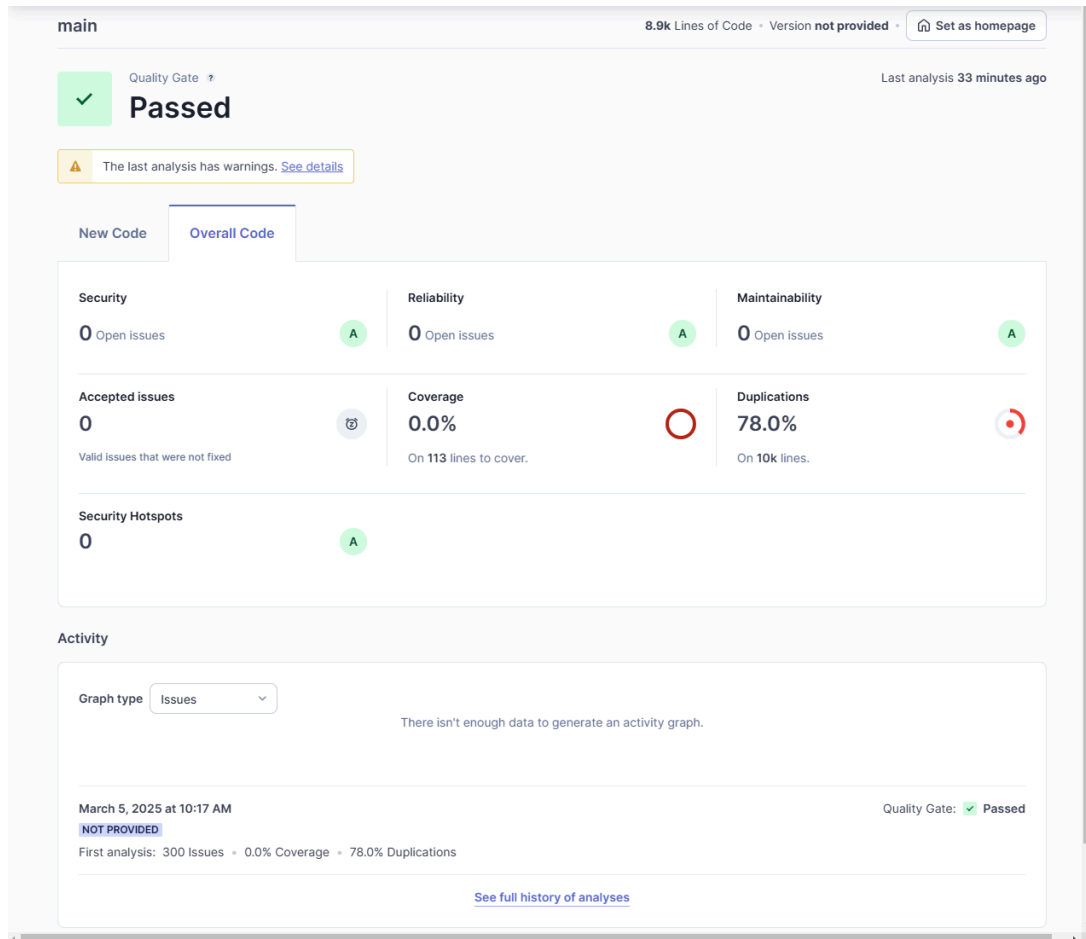 main
8.9k Lines of Code • Version not provided • Set as homepage
Quality Gate ?
Last analysis 33 minutes ago
Passed
The last analysis has warnings. See details
New Code Overall Code
Security Reliability Maintainability
0 Open issues A 0 Open issues A 0 Open issues A
Accepted issues Coverage Duplications
0 0.0% 78.0%
Valid issues that were not fixed On 113 lines to cover. On 10k lines.
Security Hotspots
0 A
Activity
Graph type Issues
There isn't enough data to generate an activity graph.
March 5, 2025 at 10:17 AM Quality Gate: Passed
NOT PROVIDED
First analysis: 300 Issues • 0.0% Coverage • 78.0% Duplications
See full history of analyses